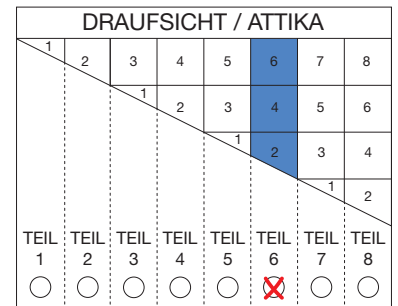 DRAUFSICHT / ATTIKA
1 2 3 4 5 6 7 8
1 2 3 4 5 6
1 2 3 4
1 2
TEIL TEIL TEIL TEIL TEIL TEIL TEIL TEIL
1 2 3 4 5 6 7 8